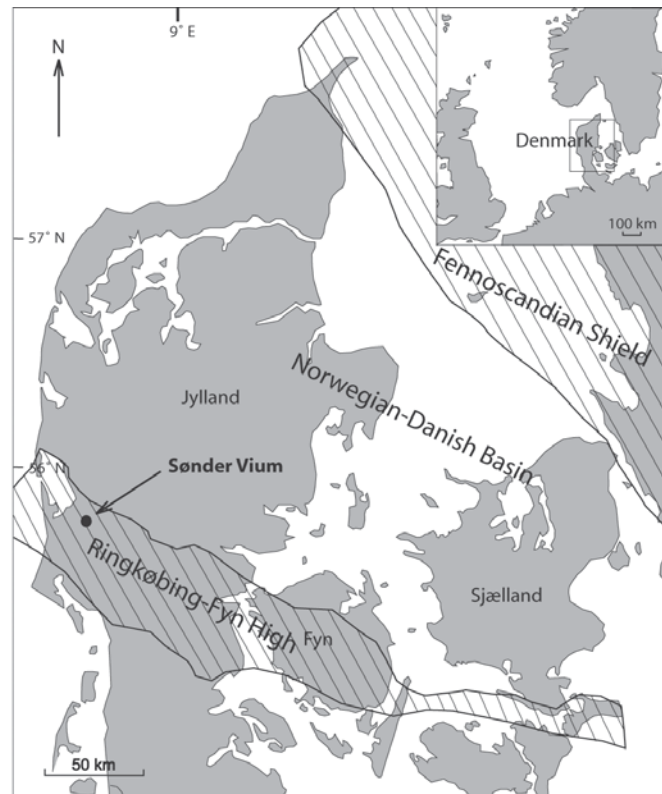 9° E
N
Denmark
100 km
57° N
Fennoscandian Shield
Norwegian-Danish Basin
Jylland
56° N
Sønder Vium
Ringkøbing-Fyn High
Sjælland
Fyn
50 km